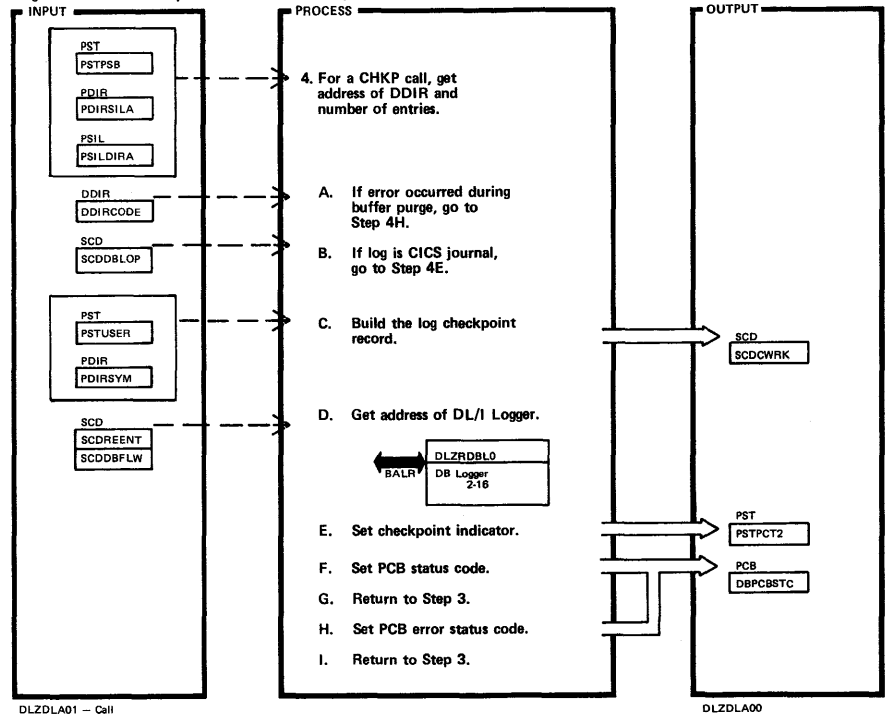 INPUT
PROCESS
OUTPUT
PST
PSTPSB
PDIR
PDIRSILA
PSIL
PSILDIRA
4. For a CHKP call, get
address of DDIR and
number of entries.
DDIR
DDIRCODE
A. If error occurred during
buffer purge, go to
Step 4H.
SCD
SCDDBLOP
B. If log is CICS journal,
go to Step 4E.
PST
PSTUSER
PDIR
PDIRSYM
C. Build the log checkpoint
record.
SCD
SCDCWRK
SCD
SCDREENT
SCDDBFLW
D. Get address of DL/I Logger.
BALR
DLZRDBL0
DB Logger
2-16
E. Set checkpoint indicator.
PST
PSTPCT2
F. Set PCB status code.
PCB
DBPCBSTC
G. Return to Step 3.
H. Set PCB error status code.
I. Return to Step 3.
DLZDLA01 – Call
DLZDLA00